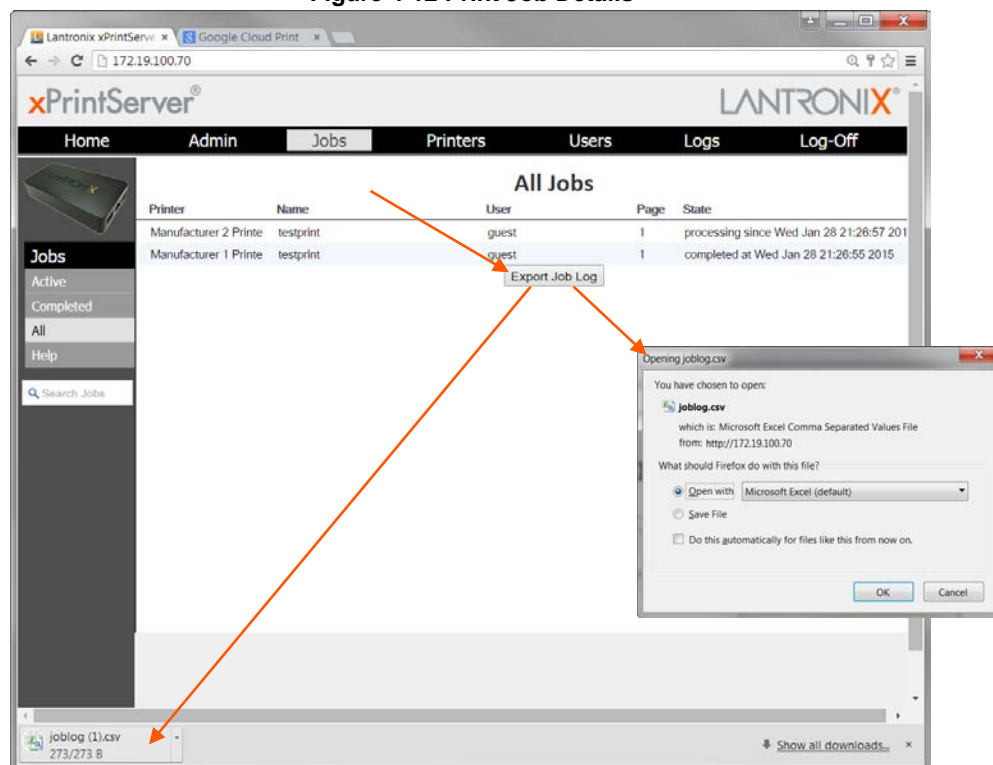 Figure 4-12 Print Job Details
Lantronix xPrintServe
Google Cloud Print
172.19.100.70
xPrintServer®
LANTRONIX®
Home Admin Jobs Printers Users Logs Log-Off
All Jobs
Printer Name User Page State
Manufacturer 2 Printe testprint guest 1 processing since Wed Jan 28 21:26:57 201
Manufacturer 1 Printe testprint guest 1 completed at Wed Jan 28 21:26:55 2015
Export Job Log
Jobs
Active
Completed
All
Help
Search Jobs
Opening joblog.csv
You have chosen to open:
joblog.csv
which is: Microsoft Excel Comma Separated Values File
from: http://172.19.100.70
What should Firefox do with this file?
Open with Microsoft Excel (default)
Save File
Do this automatically for files like this from now on.
OK Cancel
joblog (1).csv
273/273 B
Show all downloads...